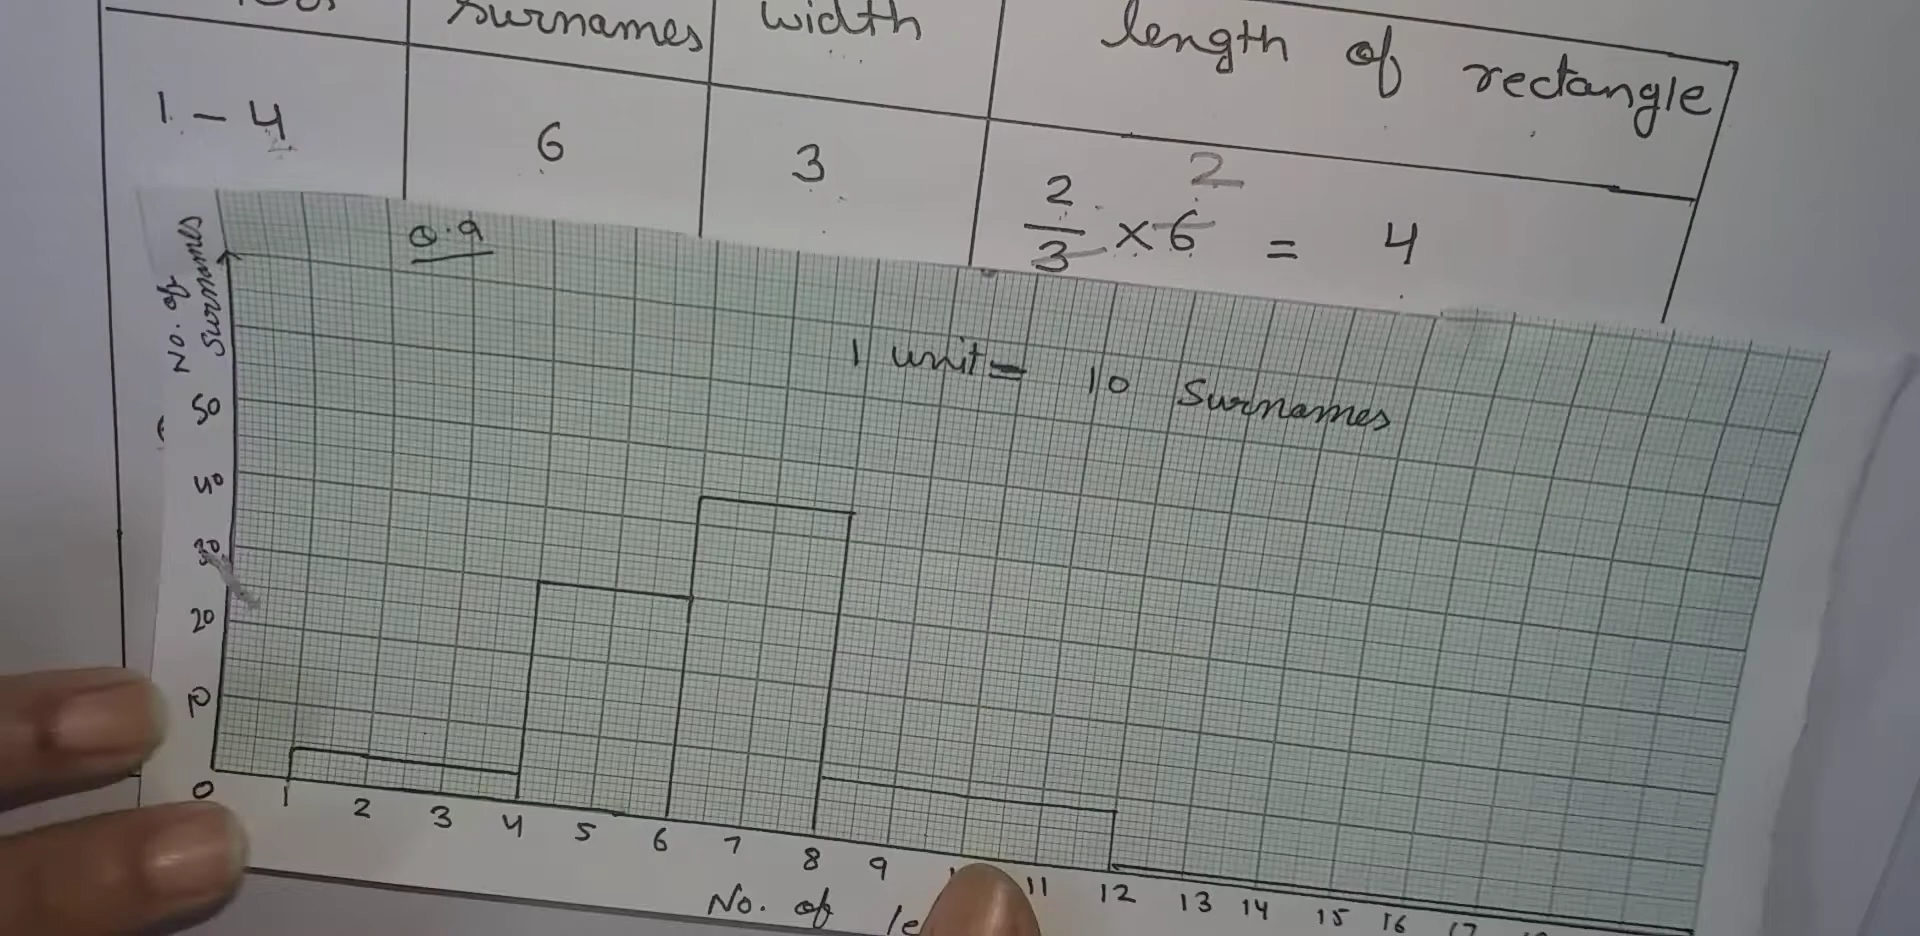 surnames width length of rectangle
1 - 4 6 3 2/3 × 6 = 4
2
Q.9
No. of
Surnames
1 unit = 10 Surnames
50
40
30
20
10
0
1 2 3 4 5 6 7 8 9 11 12 13 14 15 16 17
No. of